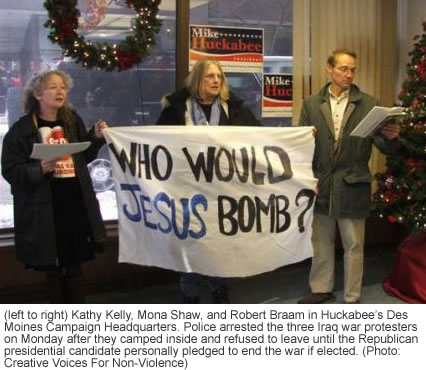 Mike
Huckabee
PRESIDENT
Mike
Huc
WHO WOULD
JESUS BOMB?
(left to right) Kathy Kelly, Mona Shaw, and Robert Braam in Huckabee's Des
Moines Campaign Headquarters. Police arrested the three Iraq war protesters
on Monday after they camped inside and refused to leave until the Republican
presidential candidate personally pledged to end the war if elected. (Photo:
Creative Voices For Non-Violence)